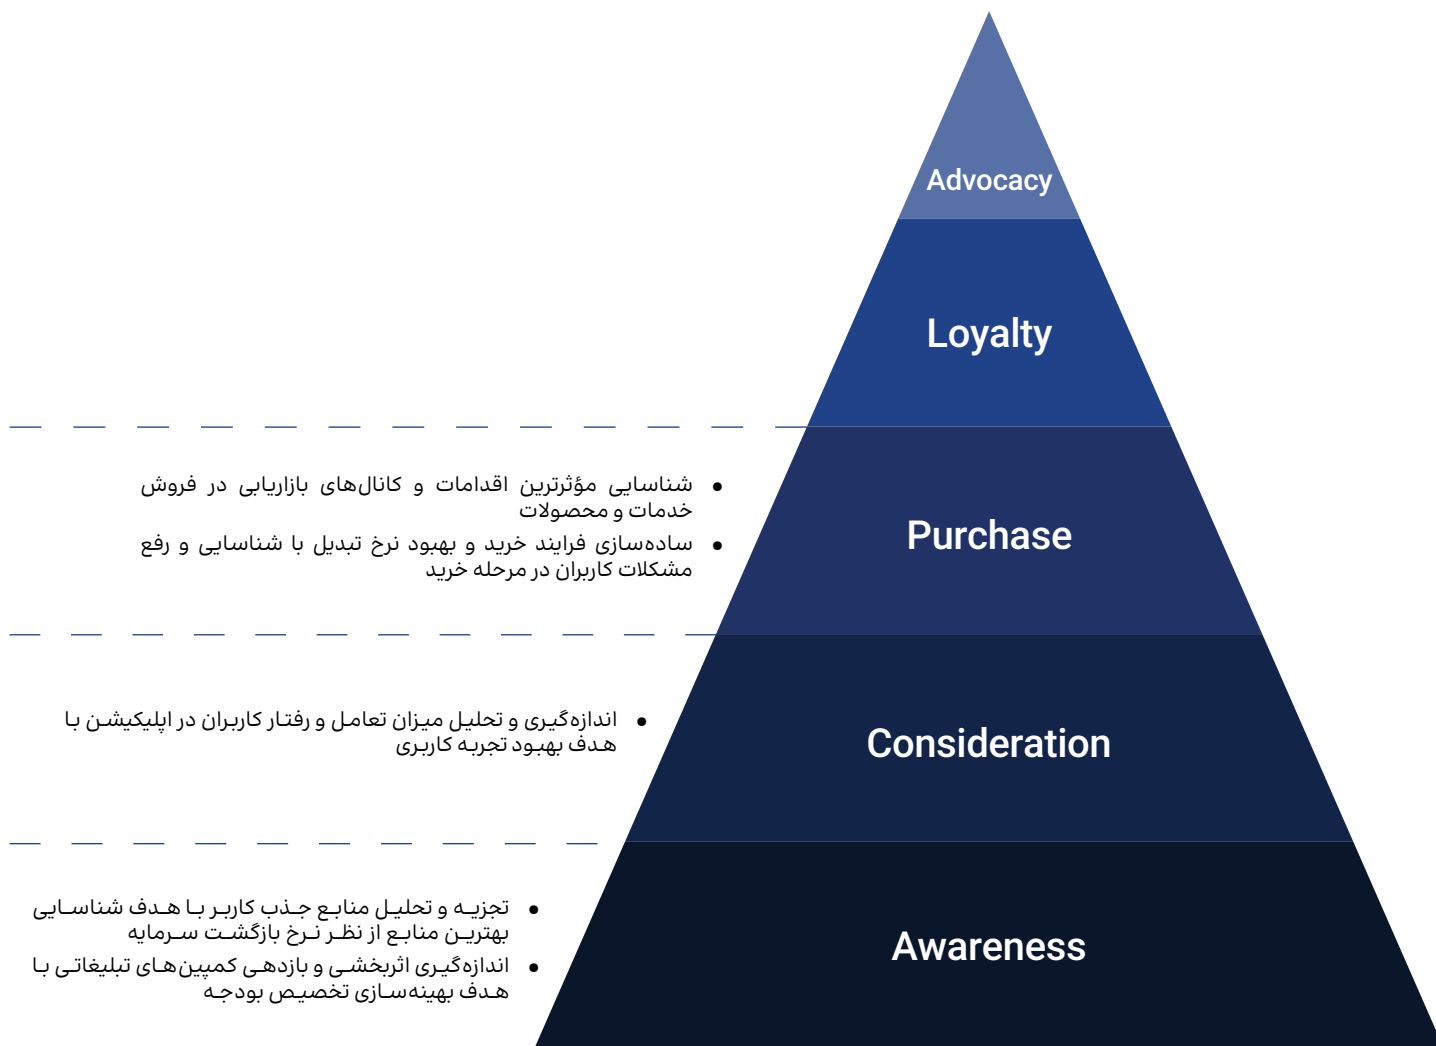 Advocacy
Loyalty
Purchase
• شناسایی مؤثرترین اقدامات و کانال‌های بازاریابی در فروش
خدمات و محصولات
• ساده‌سازی فرایند خرید و بهبود نرخ تبدیل با شناسایی و رفع
مشکلات کاربران در مرحله خرید
Consideration
• اندازه‌گیری و تحلیل میزان تعامل و رفتار کاربران در اپلیکیشن با
هدف بهبود تجربه کاربری
Awareness
• تجزیه و تحلیل منابع جذب کاربر با هدف شناسایی
بهترین منابع از نظر نرخ بازگشت سرمایه
• اندازه‌گیری اثربخشی و بازدهی کمپین‌های تبلیغاتی با
هدف بهینه‌سازی تخصیص بودجه